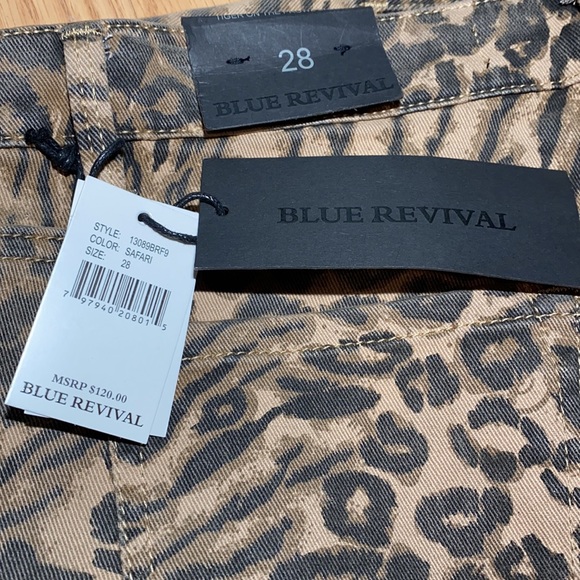 28
BLUE REVIVAL
BLUE REVIVAL
STYLE: 13089BRF9
COLOR: SAFARI
SIZE: 28
7 97940 20801 5
MSRP $120.00
BLUE REVIVAL